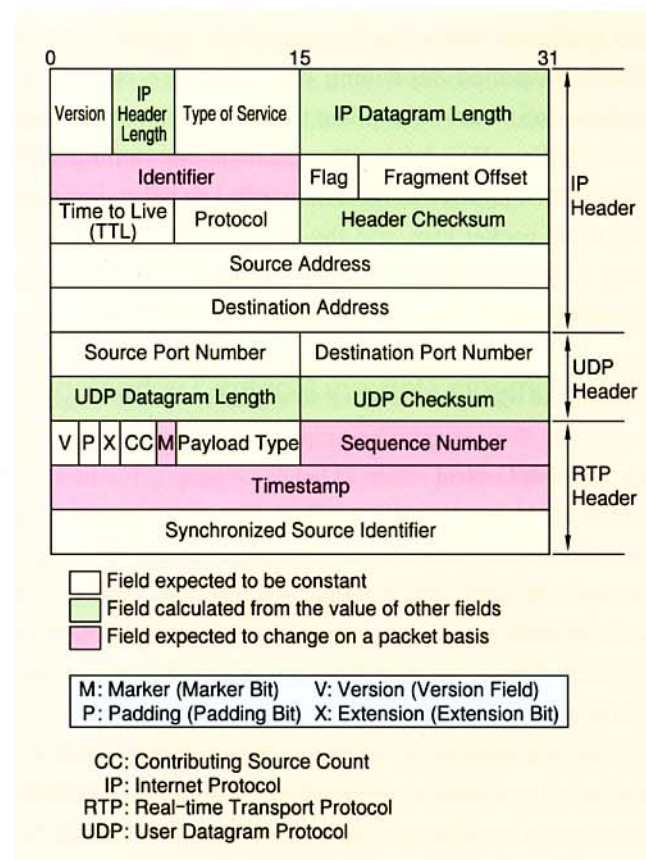 0 15 31
Version IP Header Length Type of Service IP Datagram Length
Identifier Flag Fragment Offset
IP Header
Time to Live (TTL) Protocol Header Checksum
Source Address
Destination Address
Source Port Number Destination Port Number
UDP Header
UDP Datagram Length UDP Checksum
V P X CC M Payload Type Sequence Number
Timestamp
RTP Header
Synchronized Source Identifier
Field expected to be constant
Field calculated from the value of other fields
Field expected to change on a packet basis
M: Marker (Marker Bit) V: Version (Version Field)
P: Padding (Padding Bit) X: Extension (Extension Bit)
CC: Contributing Source Count
IP: Internet Protocol
RTP: Real-time Transport Protocol
UDP: User Datagram Protocol